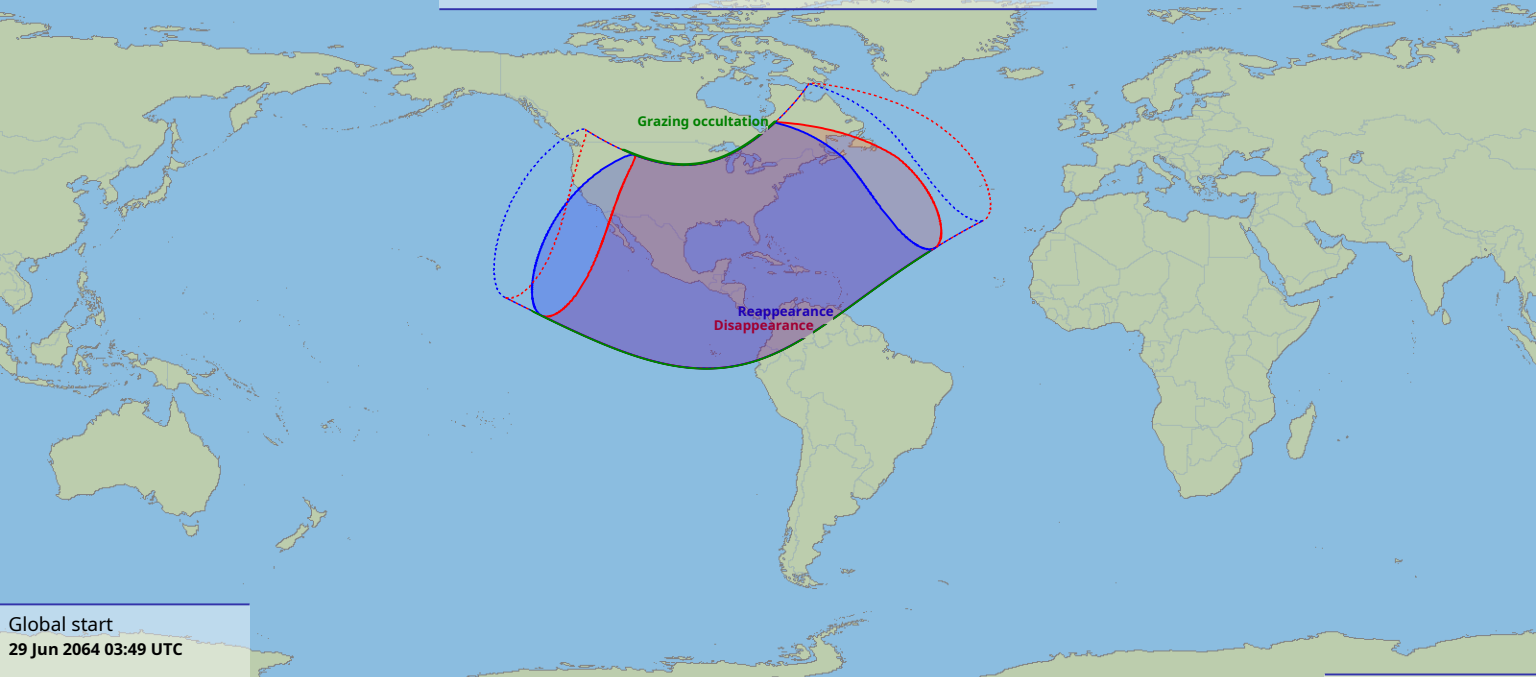 Grazing occultation
Reappearance
Disappearance
Global start
29 Jun 2064 03:49 UTC